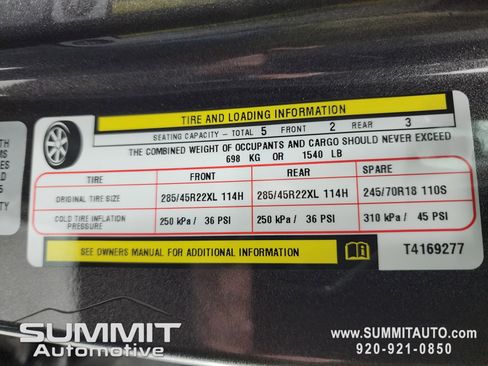 TIRE AND LOADING INFORMATION
SEATING CAPACITY - TOTAL 5 FRONT 2 REAR 3
THE COMBINED WEIGHT OF OCCUPANTS AND CARGO SHOULD NEVER EXCEED
698 KG OR 1540 LB
TIRE FRONT REAR SPARE
ORIGINAL TIRE SIZE 285/45R22XL 114H 285/45R22XL 114H 245/70R18 110S
COLD TIRE INFLATION PRESSURE 250 kPa / 36 PSI 250 kPa / 36 PSI 310 kPa / 45 PSI
SEE OWNERS MANUAL FOR ADDITIONAL INFORMATION T4169277
SUMMIT
Automotive
WWW.SUMMITAUTO.COM
920-921-0850